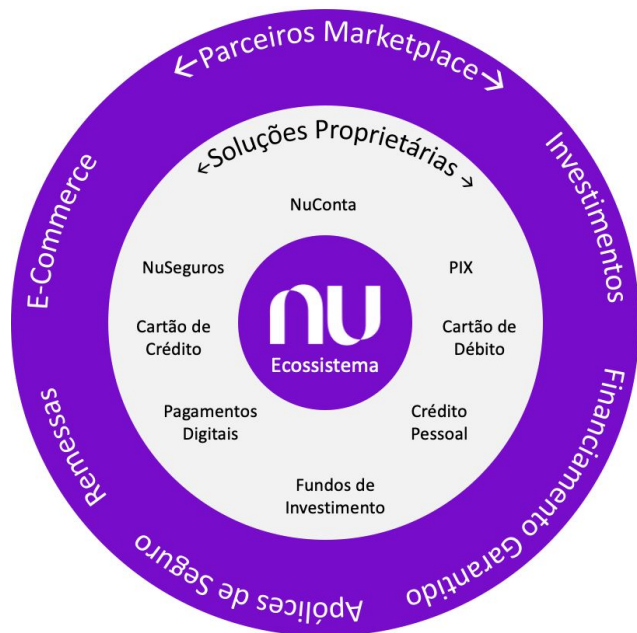 ←Parceiros Marketplace→
Investimentos
Financiamento Garantido
Apólices de Seguro
Remessas
E-Commerce
←Soluções Proprietárias→
NuConta
PIX
Cartão de
Débito
Crédito
Pessoal
Fundos de
Investimento
Pagamentos
Digitais
Cartão de
Crédito
NuSeguros
nu
Ecossistema